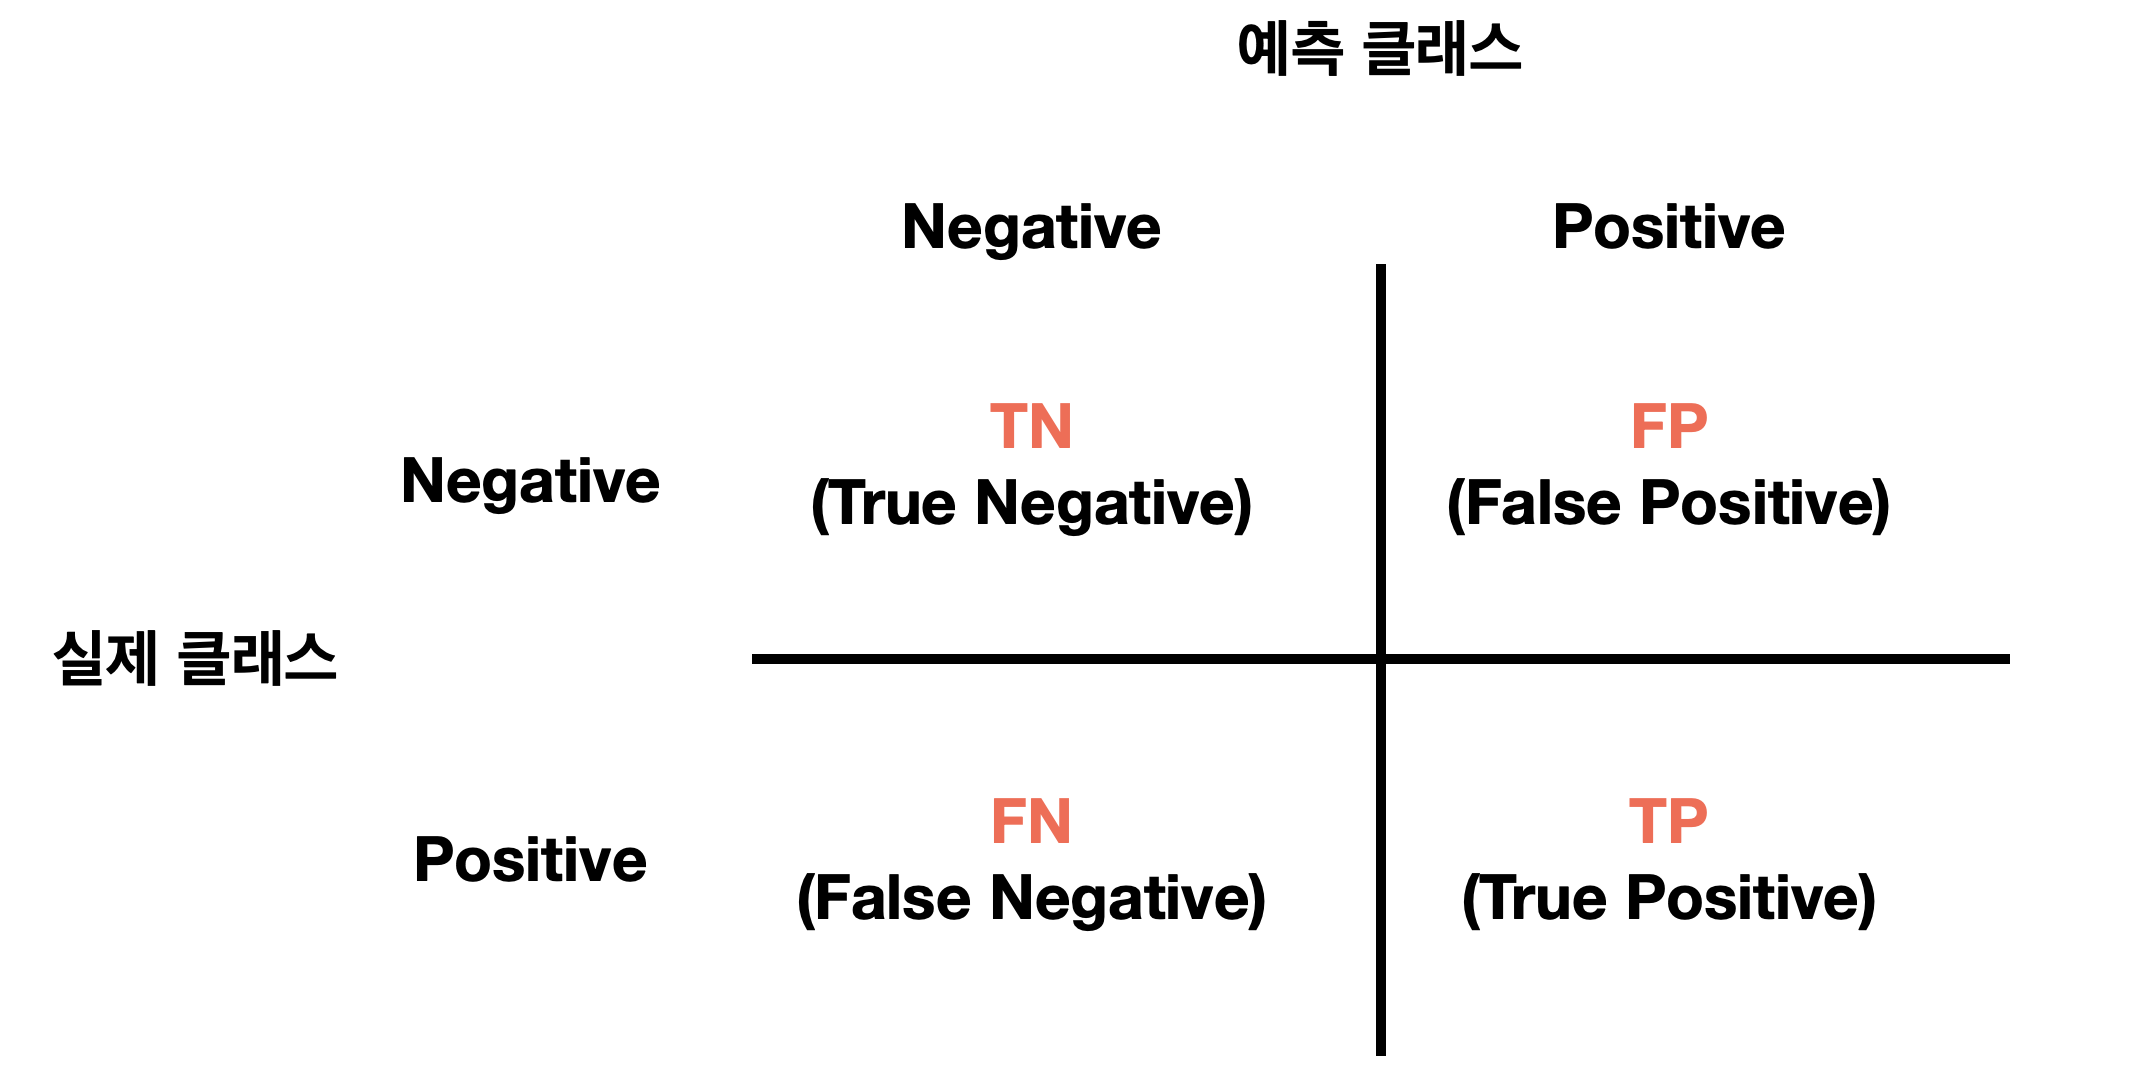 예측 클래스
Negative
Positive
TN
FP
Negative
(True Negative)
(False Positive)
실제 클래스
FN
TP
Positive
(False Negative)
(True Positive)